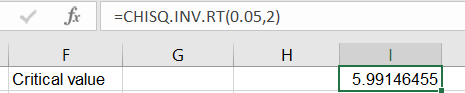 fx =CHISQ.INV.RT(0.05,2)
F G H I
Critical value 5.99146455